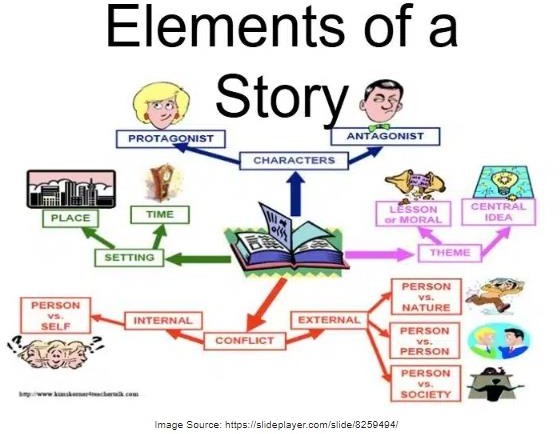 Elements of a
Story
PROTAGONIST
ANTAGONIST
CHARACTERS
PLACE
TIME
LESSON
or MORAL
CENTRAL
IDEA
SETTING
THEME
PERSON
vs.
SELF
INTERNAL
EXTERNAL
CONFLICT
PERSON
vs.
NATURE
PERSON
vs.
PERSON
PERSON
vs.
SOCIETY
http://www.kimskorner4teachertalk.com
Image Source: https://slideplayer.com/slide/8259494/